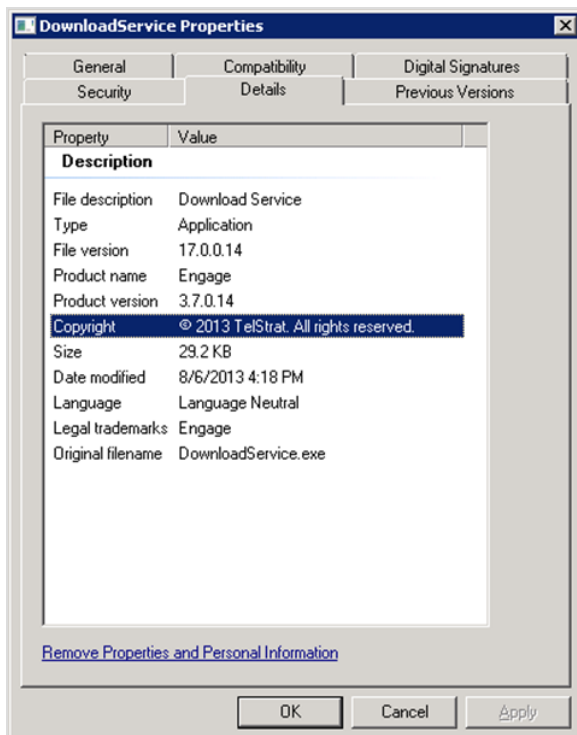 DownloadService Properties
General Compatibility Digital Signatures
Security Details Previous Versions
Property Value
Description
File description Download Service
Type Application
File version 17.0.0.14
Product name Engage
Product version 3.7.0.14
Copyright © 2013 TelStrat. All rights reserved.
Size 29.2 KB
Date modified 8/6/2013 4:18 PM
Language Language Neutral
Legal trademarks Engage
Original filename DownloadService.exe
Remove Properties and Personal Information
OK Cancel Apply